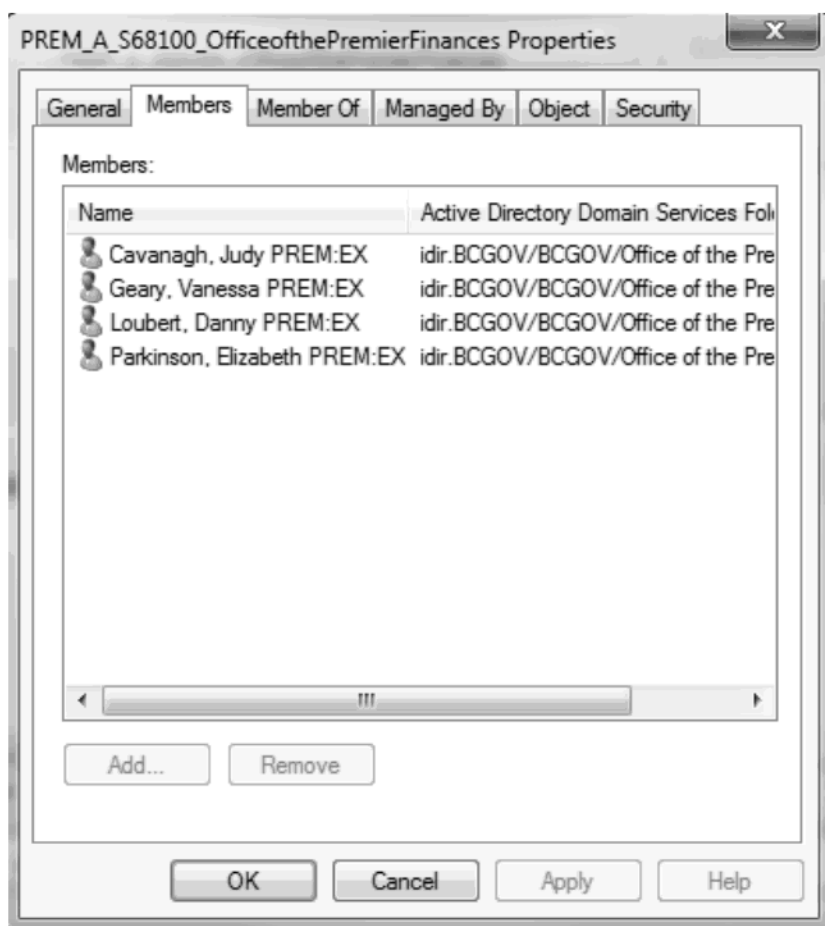 PREM_A_S68100_OfficeofthePremierFinances Properties
General Members Member Of Managed By Object Security
Members:
Name Active Directory Domain Services Fol
Cavanagh, Judy PREM:EX idir.BCGOV/BCGOV/Office of the Pre
Geary, Vanessa PREM:EX idir.BCGOV/BCGOV/Office of the Pre
Loubert, Danny PREM:EX idir.BCGOV/BCGOV/Office of the Pre
Parkinson, Elizabeth PREM:EX idir.BCGOV/BCGOV/Office of the Pre
Add... Remove
OK Cancel Apply Help